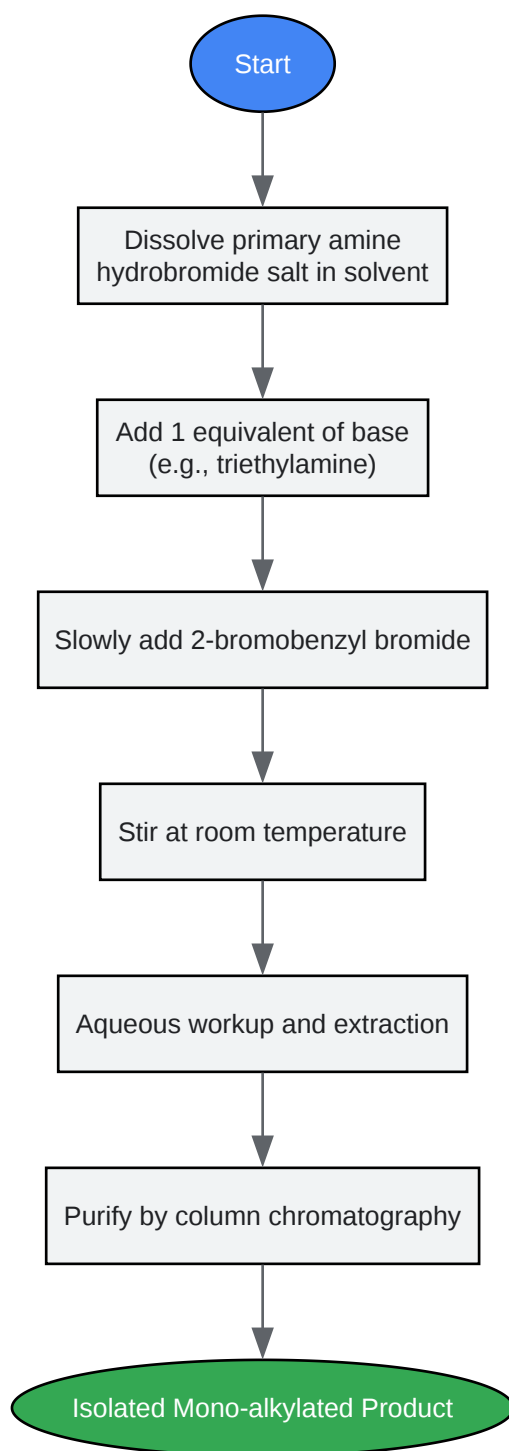 Start
Dissolve primary amine
hydrobromide salt in solvent
Add 1 equivalent of base
(e.g., triethylamine)
Slowly add 2-bromobenzyl bromide
Stir at room temperature
Aqueous workup and extraction
Purify by column chromatography
Isolated Mono-alkylated Product